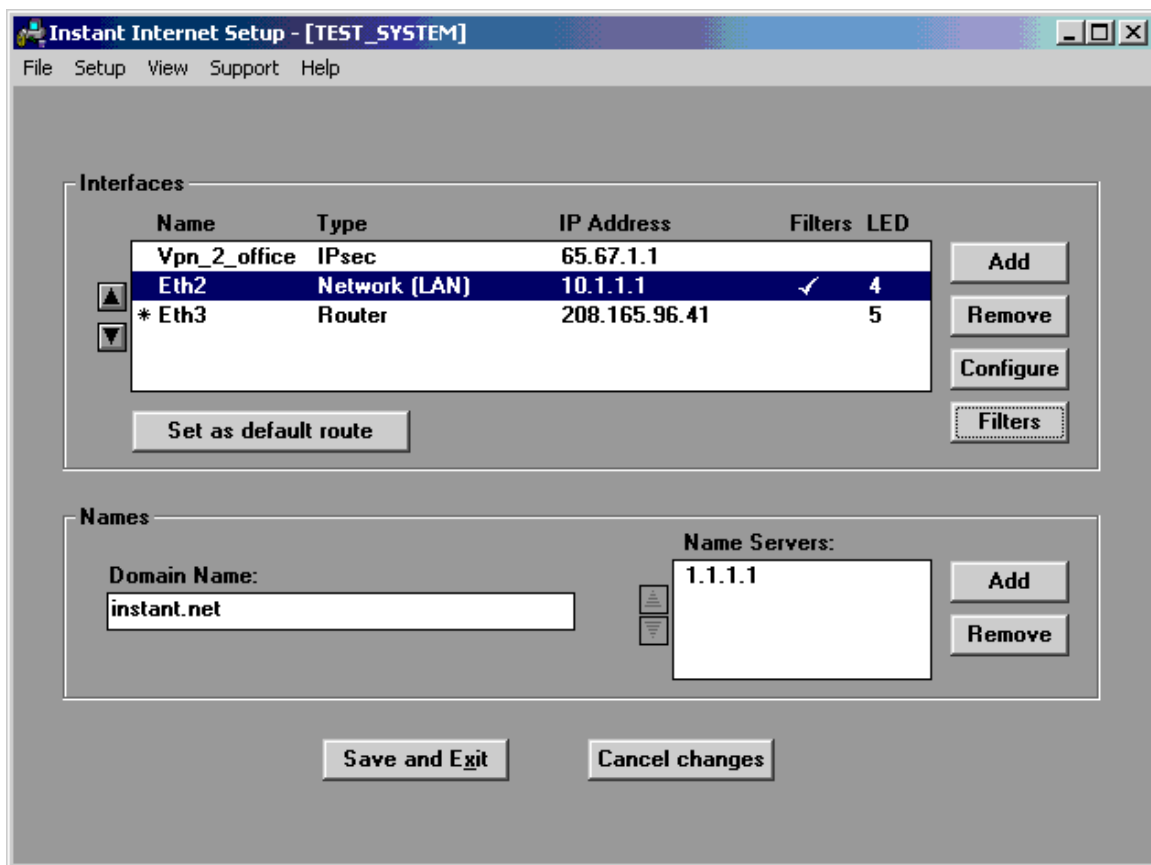 Instant Internet Setup - [TEST_SYSTEM]
File Setup View Support Help
Interfaces
Name Type IP Address Filters LED
Vpn_2_office IPsec 65.67.1.1
Eth2 Network (LAN) 10.1.1.1 ✓ 4
* Eth3 Router 208.165.96.41 5
Add
Remove
Configure
Filters
Set as default route
Names
Domain Name:
instant.net
Name Servers:
1.1.1.1
Add
Remove
Save and Exit Cancel changes